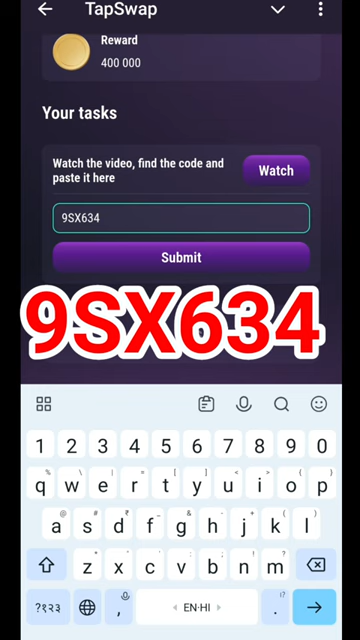 TapSwap
Reward
400 000
Your tasks
Watch the video, find the code and
paste it here
Watch
9SX634
Submit
9SX634
1 2 3 4 5 6 7 8 9 0
q w e r t y u i o p
a s d f g h j k l
z x c v b n m
?१२३ , EN·HI .